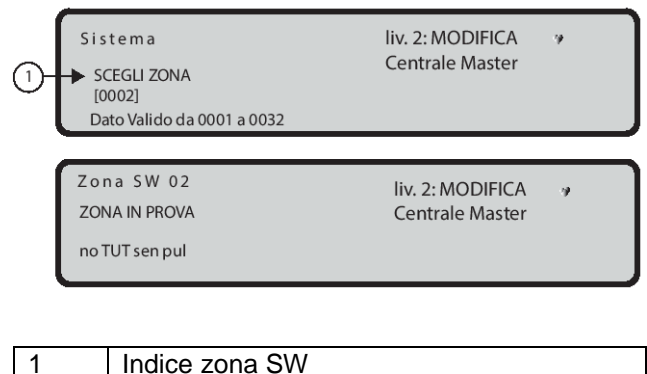 Sistema
liv. 2: MODIFICA
Centrale Master
1
SCEGLI ZONA
[0002]
Dato Valido da 0001 a 0032
Zona SW 02
liv. 2: MODIFICA
ZONA IN PROVA
Centrale Master
no TUT sen pul
1 Indice zona SW